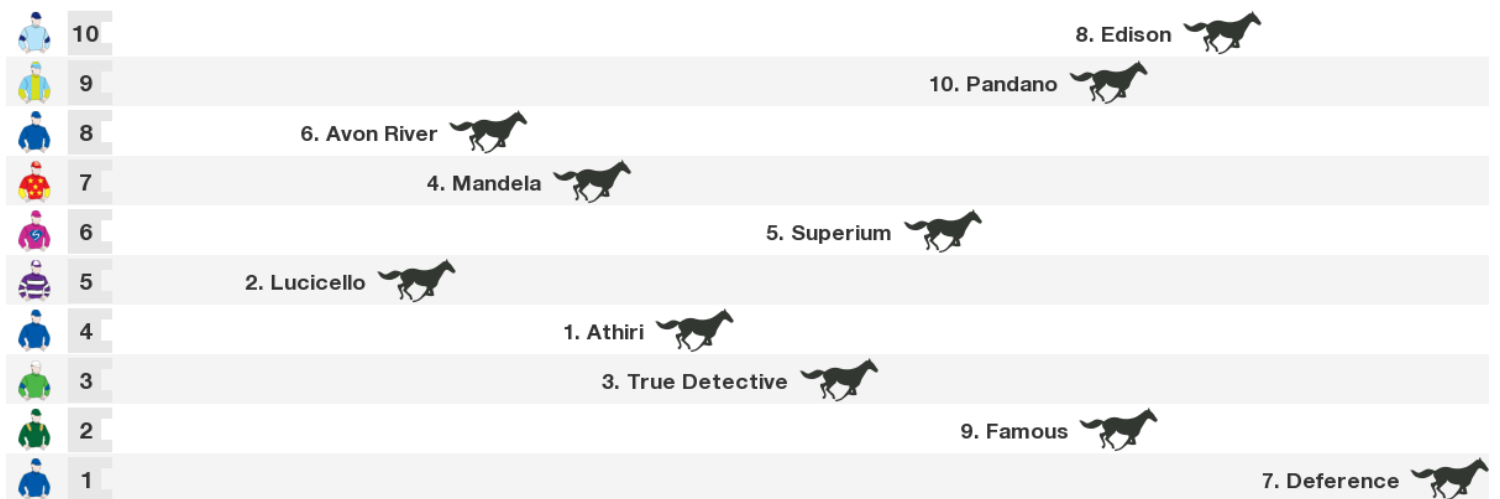 10 8. Edison
9 10. Pandano
8 6. Avon River
7 4. Mandela
6 5. Superium
S
5 2. Lucicello
4 1. Athiri
3 3. True Detective
2 9. Famous
1 7. Deference